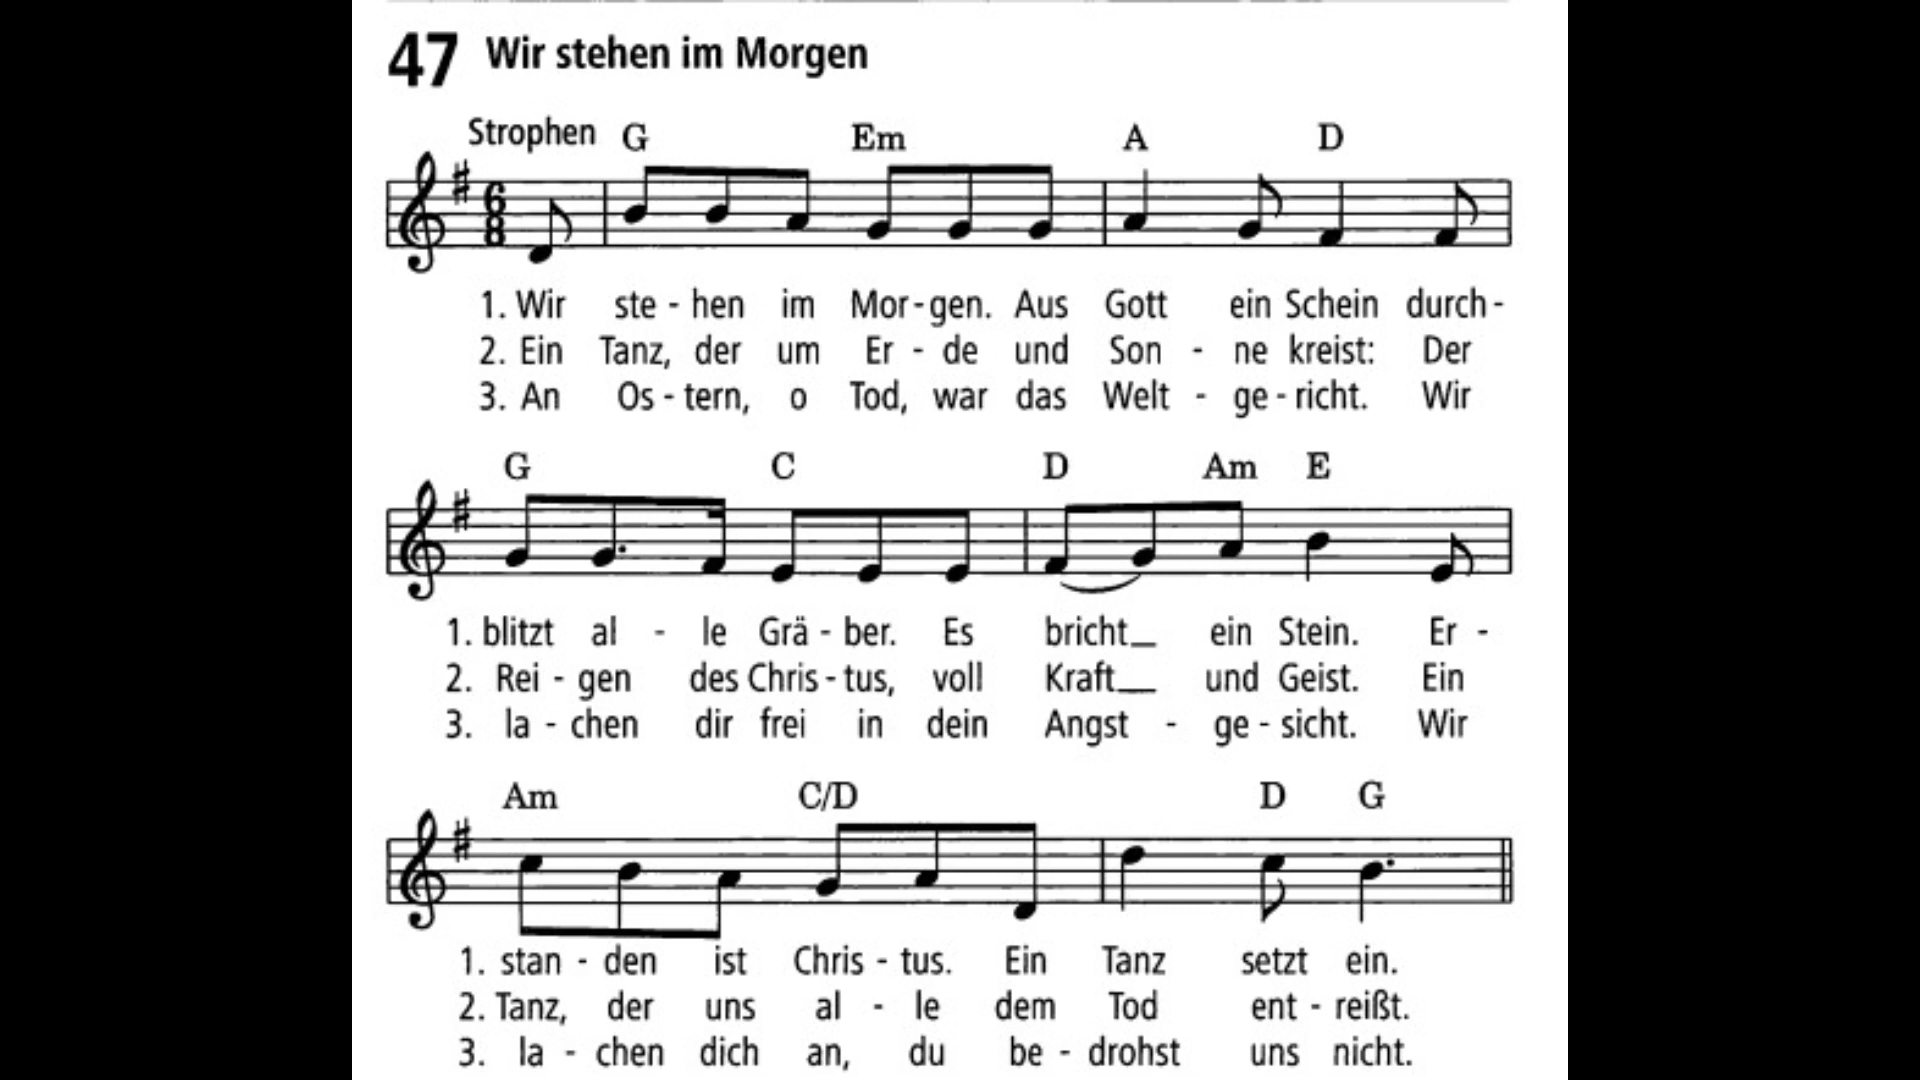 47 Wir stehen im Morgen
Strophen G Em A D
6
8
1. Wir ste - hen im Mor - gen. Aus Gott ein Schein durch -
2. Ein Tanz, der um Er - de und Son - ne kreist: Der
3. An Os - tern, o Tod, war das Welt - ge - richt. Wir
G C D Am E
1. blitzt al - le Grä - ber. Es bricht_ ein Stein. Er -
2. Rei - gen des Chris - tus, voll Kraft_ und Geist. Ein
3. la - chen dir frei in dein Angst - ge - sicht. Wir
Am C/D D G
1. stan - den ist Chris - tus. Ein Tanz setzt ein.
2. Tanz, der uns al - le dem Tod ent - reißt.
3. la - chen dich an, du be - drohst uns nicht.